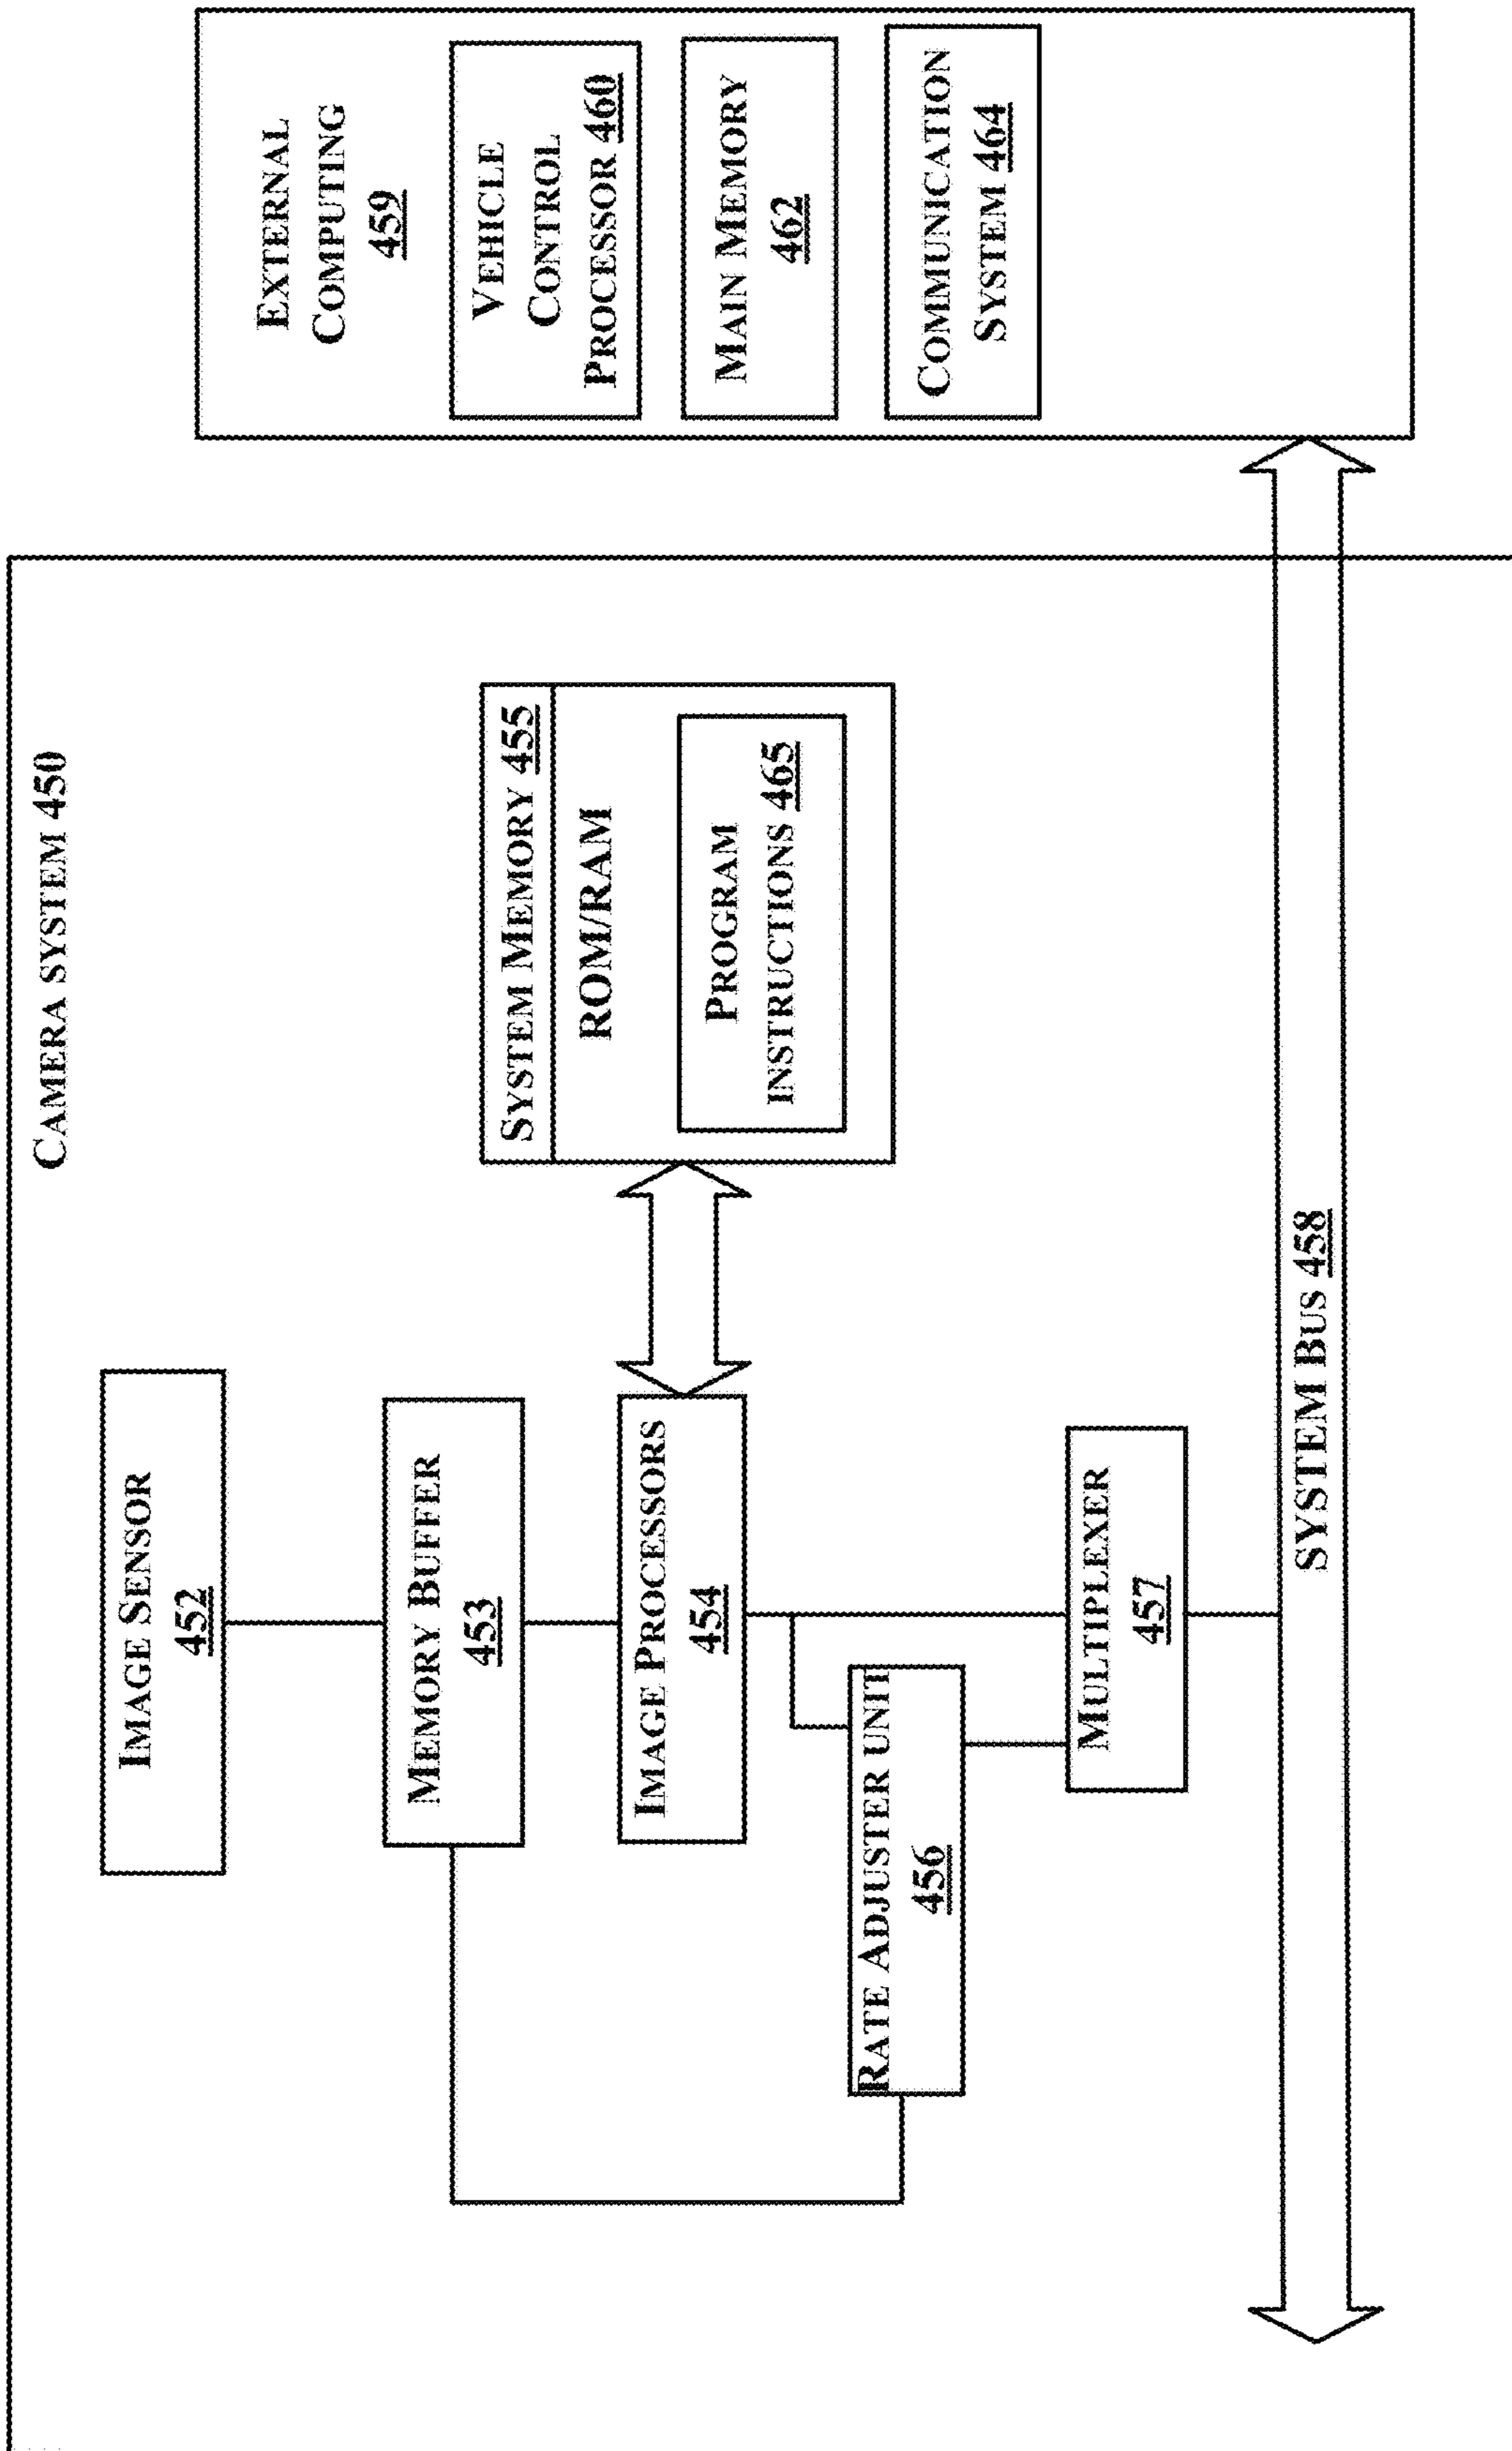 CAMERA SYSTEM 450
IMAGE SENSOR
452
MEMORY BUFFER
453
IMAGE PROCESSORS
454
SYSTEM MEMORY 455
ROM/RAM
PROGRAM
INSTRUCTIONS 465
RATE ADJUSTER UNIT
456
MULTIPLEXER
457
SYSTEM BUS 458
EXTERNAL
COMPUTING
459
VEHICLE
CONTROL
PROCESSOR 460
MAIN MEMORY
462
COMMUNICATION
SYSTEM 464